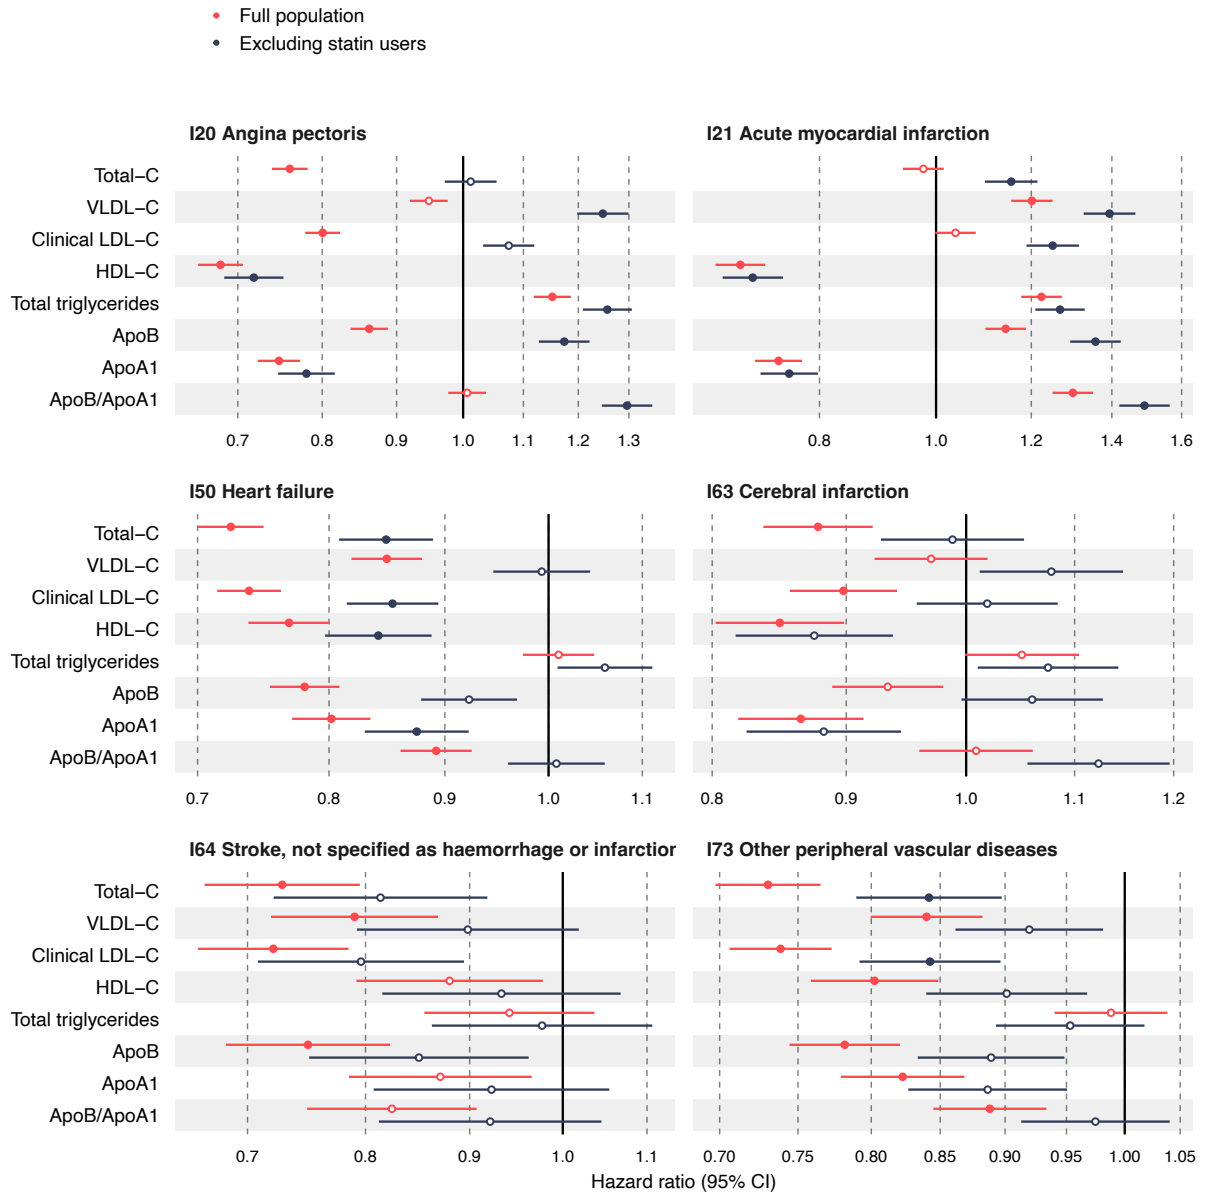 Full population
Excluding statin users
I20 Angina pectoris
I21 Acute myocardial infarction
Total−C
VLDL−C
Clinical LDL−C
HDL−C
Total triglycerides
ApoB
ApoA1
ApoB/ApoA1
0.7 0.8 0.9 1.0 1.1 1.2 1.3
0.8 1.0 1.2 1.4 1.6
I50 Heart failure
I63 Cerebral infarction
Total−C
VLDL−C
Clinical LDL−C
HDL−C
Total triglycerides
ApoB
ApoA1
ApoB/ApoA1
0.7 0.8 0.9 1.0 1.1
0.8 0.9 1.0 1.1 1.2
I64 Stroke, not specified as haemorrhage or infarction
I73 Other peripheral vascular diseases
Total−C
VLDL−C
Clinical LDL−C
HDL−C
Total triglycerides
ApoB
ApoA1
ApoB/ApoA1
0.7 0.8 0.9 1.0 1.1
0.70 0.75 0.80 0.85 0.90 0.95 1.00 1.05
Hazard ratio (95% CI)